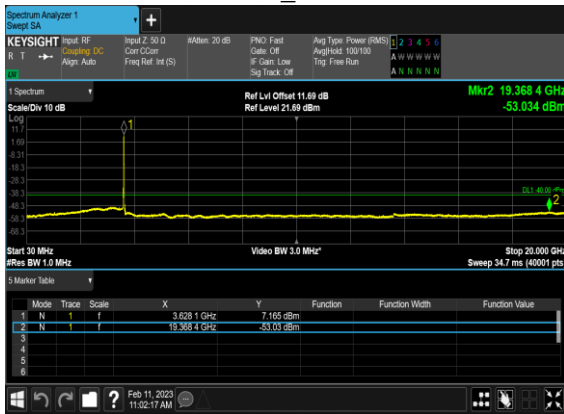 Spectrum Analyzer 1
Swept SA
KEYSIGHT Input: RF Input Z: 50 Ω #Atten: 20 dB PNO: Fast Avg Type: Power (RMS) 1 2 3 4 5 6
R T Coupling: DC Corr CCorr Gate: Off Avg|Hold: 100/100 A W W W W W
Align: Auto Freq Ref: Int (S) IF Gain: Low Trig: Free Run
LW Sig Track: Off A N N N N N
1 Spectrum Ref Lvl Offset 11.69 dB Mkr2 19.368 4 GHz
Scale/Div 10 dB Ref Level 21.69 dBm -53.034 dBm
Log
11.7
1.69
-8.31
-18.3
-28.3
-38.3
-48.3
-58.3
-68.3
1
DL1 -40.00 dBm
2
Start 30 MHz Video BW 3.0 MHz* Stop 20.000 GHz
#Res BW 1.0 MHz Sweep 34.7 ms (40001 pts)
5 Marker Table
Mode Trace Scale X Y Function Function Width Function Value
1 N 1 f 3.628 1 GHz 7.165 dBm
2 N 1 f 19.368 4 GHz -53.03 dBm
3
4
5
6
? Feb 11, 2023
11:02:17 AM